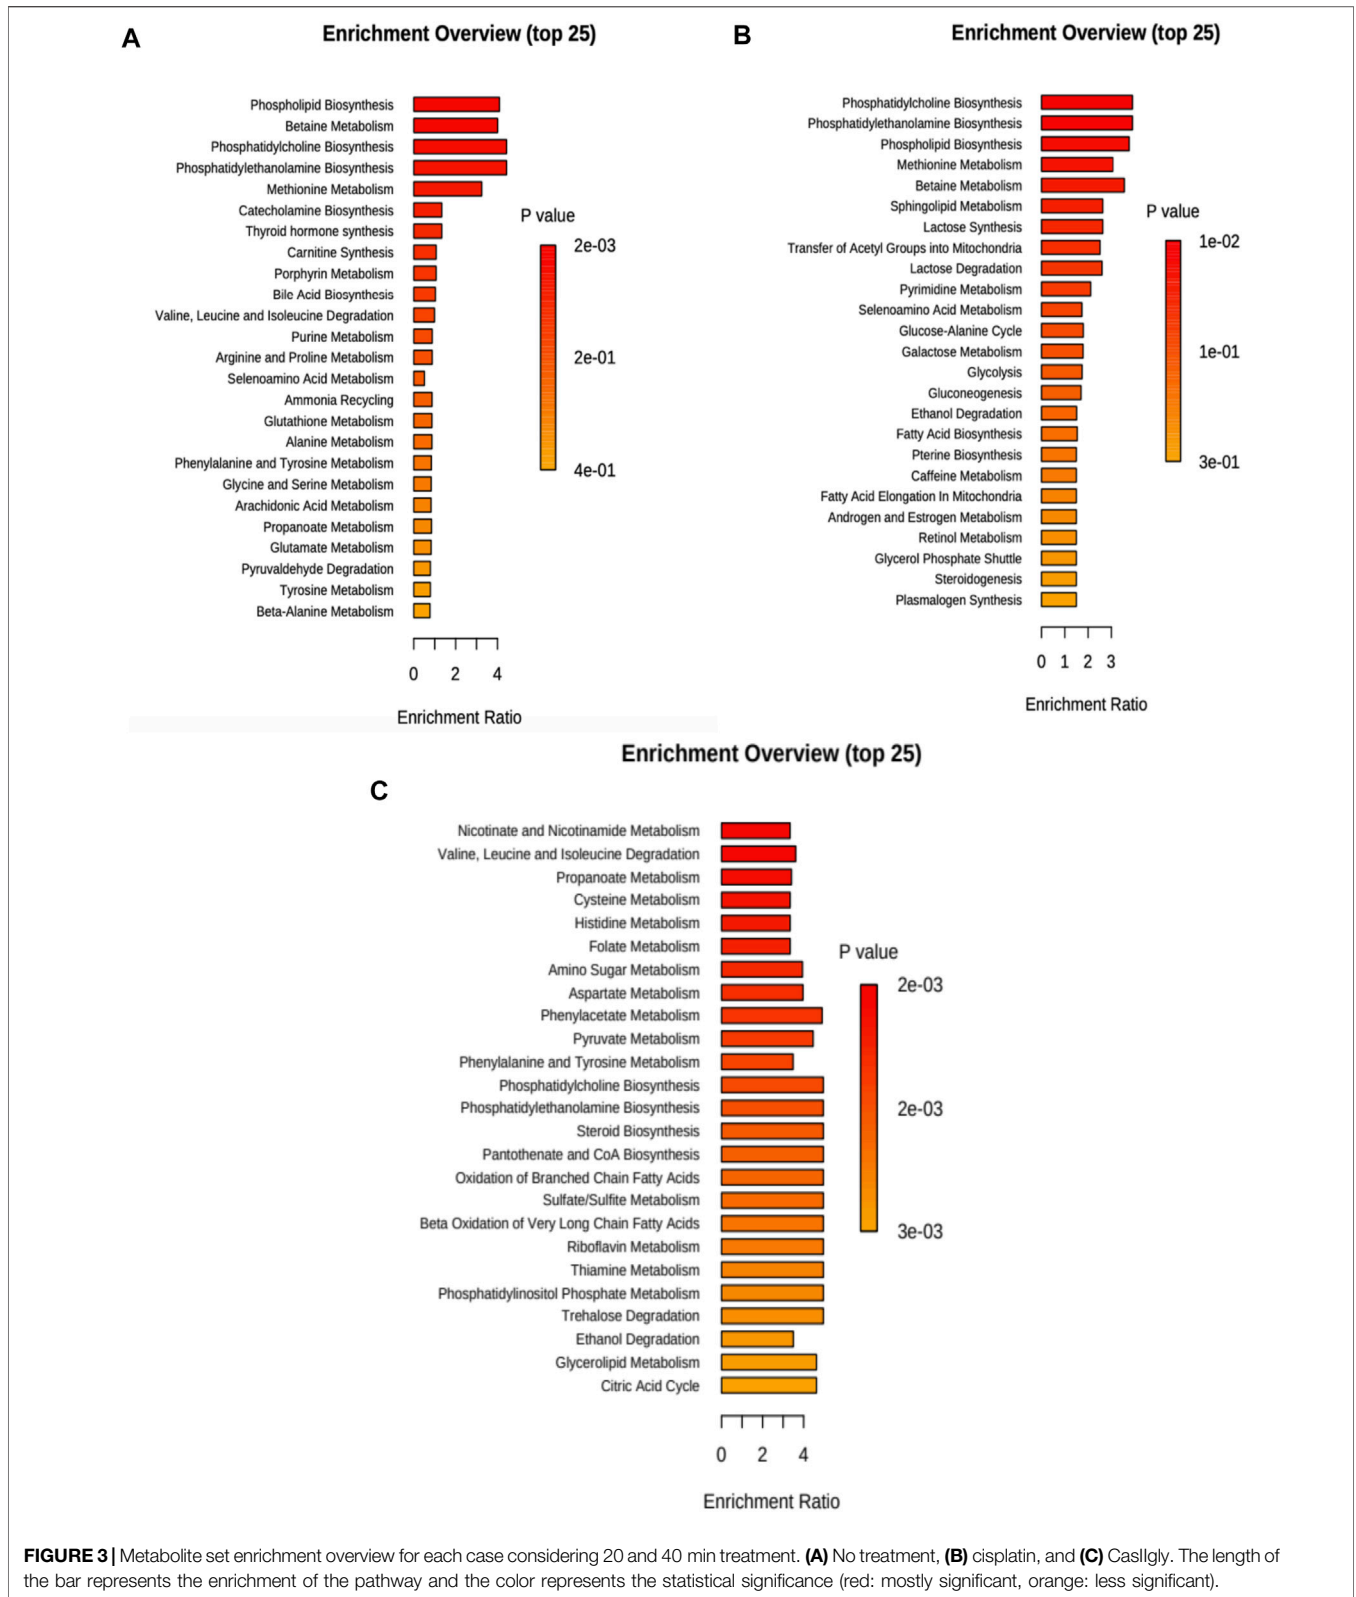 A
Enrichment Overview (top 25)
Phospholipid Biosynthesis
Betaine Metabolism
Phosphatidylcholine Biosynthesis
Phosphatidylethanolamine Biosynthesis
Methionine Metabolism
Catecholamine Biosynthesis
Thyroid hormone synthesis
Carnitine Synthesis
Porphyrin Metabolism
Bile Acid Biosynthesis
Valine, Leucine and Isoleucine Degradation
Purine Metabolism
Arginine and Proline Metabolism
Selenoamino Acid Metabolism
Ammonia Recycling
Glutathione Metabolism
Alanine Metabolism
Phenylalanine and Tyrosine Metabolism
Glycine and Serine Metabolism
Arachidonic Acid Metabolism
Propanoate Metabolism
Glutamate Metabolism
Pyruvaldehyde Degradation
Tyrosine Metabolism
Beta-Alanine Metabolism
P value
2e-03
2e-01
4e-01
0 2 4
Enrichment Ratio
B
Enrichment Overview (top 25)
Phosphatidylcholine Biosynthesis
Phosphatidylethanolamine Biosynthesis
Phospholipid Biosynthesis
Methionine Metabolism
Betaine Metabolism
Sphingolipid Metabolism
Lactose Synthesis
Transfer of Acetyl Groups into Mitochondria
Lactose Degradation
Pyrimidine Metabolism
Selenoamino Acid Metabolism
Glucose-Alanine Cycle
Galactose Metabolism
Glycolysis
Gluconeogenesis
Ethanol Degradation
Fatty Acid Biosynthesis
Pterine Biosynthesis
Caffeine Metabolism
Fatty Acid Elongation In Mitochondria
Androgen and Estrogen Metabolism
Retinol Metabolism
Glycerol Phosphate Shuttle
Steroidogenesis
Plasmalogen Synthesis
P value
1e-02
1e-01
3e-01
0 1 2 3
Enrichment Ratio
C
Enrichment Overview (top 25)
Nicotinate and Nicotinamide Metabolism
Valine, Leucine and Isoleucine Degradation
Propanoate Metabolism
Cysteine Metabolism
Histidine Metabolism
Folate Metabolism
Amino Sugar Metabolism
Aspartate Metabolism
Phenylacetate Metabolism
Pyruvate Metabolism
Phenylalanine and Tyrosine Metabolism
Phosphatidylcholine Biosynthesis
Phosphatidylethanolamine Biosynthesis
Steroid Biosynthesis
Pantothenate and CoA Biosynthesis
Oxidation of Branched Chain Fatty Acids
Sulfate/Sulfite Metabolism
Beta Oxidation of Very Long Chain Fatty Acids
Riboflavin Metabolism
Thiamine Metabolism
Phosphatidylinositol Phosphate Metabolism
Trehalose Degradation
Ethanol Degradation
Glycerolipid Metabolism
Citric Acid Cycle
P value
2e-03
2e-03
3e-03
0 2 4
Enrichment Ratio
FIGURE 3 | Metabolite set enrichment overview for each case considering 20 and 40 min treatment. (A) No treatment, (B) cisplatin, and (C) CasIIgly. The length of
the bar represents the enrichment of the pathway and the color represents the statistical significance (red: mostly significant, orange: less significant).